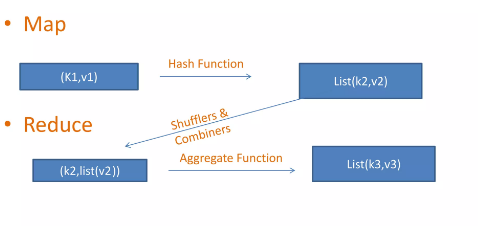 • Map
Hash Function
(K1,v1)
List(k2,v2)
Shufflers &
Combiners
• Reduce
Aggregate Function
(k2,list(v2))
List(k3,v3)